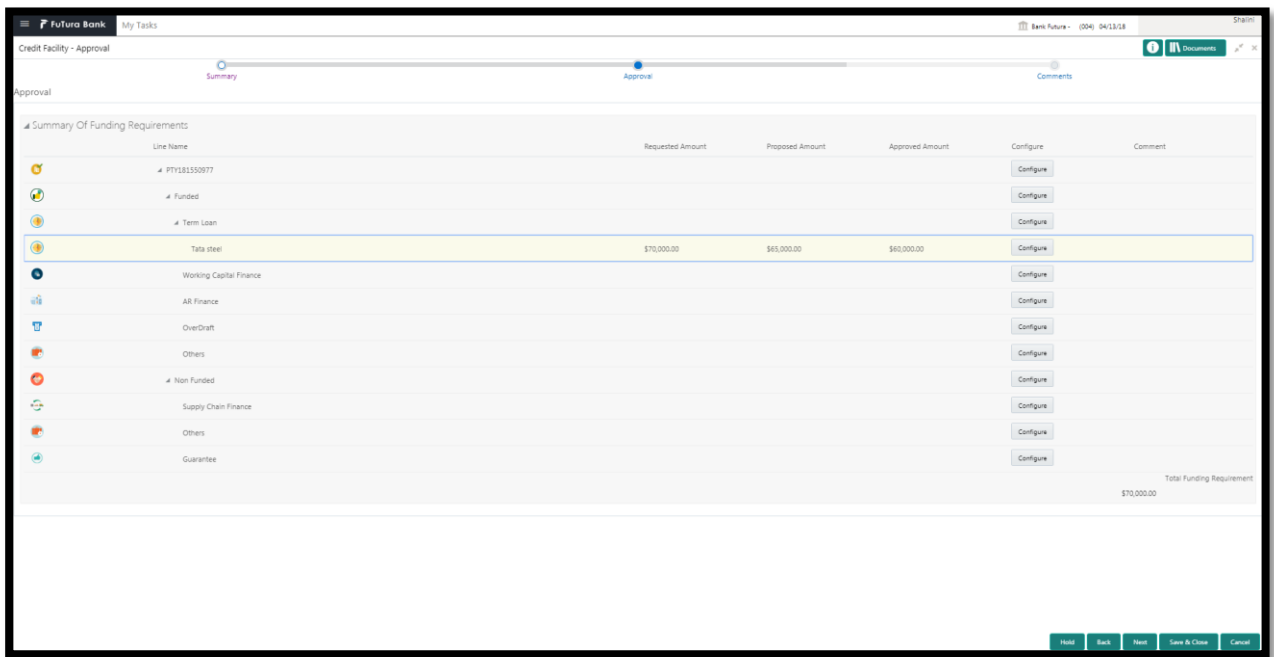 FuTura Bank My Tasks Bank Futura - (004) 04/13/18 Shalini
Credit Facility - Approval Documents
Summary Approval Comments
Approval
Summary Of Funding Requirements
Line Name Requested Amount Proposed Amount Approved Amount Configure Comment
PTY181550977 Configure
Funded Configure
Term Loan Configure
Tata steel $70,000.00 $65,000.00 $60,000.00 Configure
Working Capital Finance Configure
AR Finance Configure
OverDraft Configure
Others Configure
Non Funded Configure
Supply Chain Finance Configure
Others Configure
Guarantee Configure
Total Funding Requirement
$70,000.00
Hold Back Next Save & Close Cancel